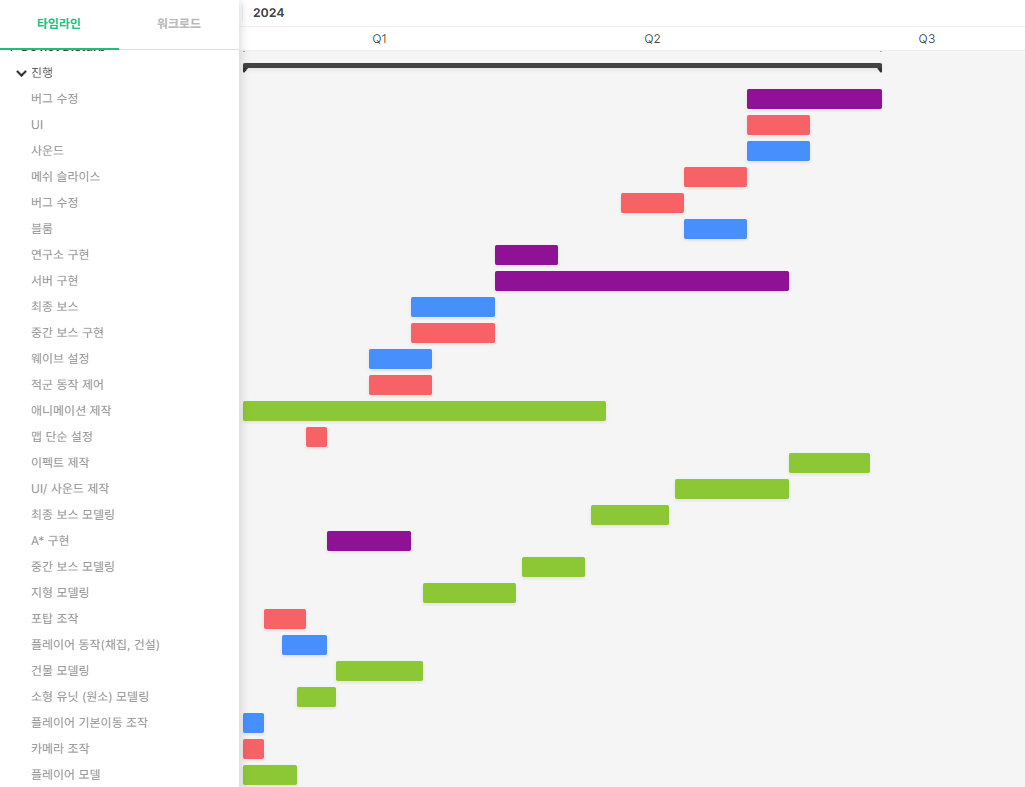 타임라인
워크로드
2024
Q1
Q2
Q3
진행
버그 수정
UI
사운드
메쉬 슬라이스
버그 수정
블룸
연구소 구현
서버 구현
최종 보스
중간 보스 구현
웨이브 설정
적군 동작 제어
애니메이션 제작
맵 단순 설정
이펙트 제작
UI/ 사운드 제작
최종 보스 모델링
A* 구현
중간 보스 모델링
지형 모델링
포탑 조작
플레이어 동작(채집, 건설)
건물 모델링
소형 유닛 (원소) 모델링
플레이어 기본이동 조작
카메라 조작
플레이어 모델